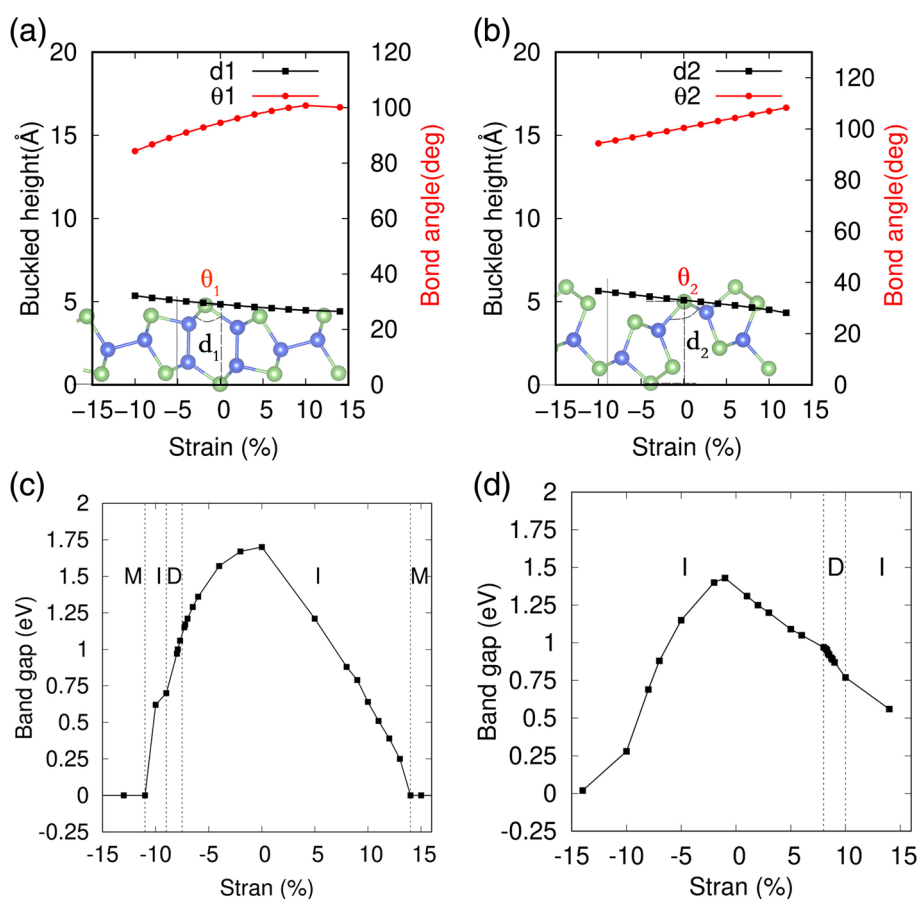 (a)
d1
θ1
20
15
10
5
0
120
100
80
60
40
20
0
Buckled height(Å)
Bond angle(deg)
θ1
d1
−15 −10 −5 0 5 10 15
Strain (%)
(b)
d2
θ2
20
15
10
5
0
120
100
80
60
40
20
0
Buckled height(Å)
Bond angle(deg)
θ2
d2
−15 −10 −5 0 5 10 15
Strain (%)
(c)
2
1.75
1.5
1.25
1
0.75
0.5
0.25
0
-0.25
Band gap (eV)
M I D I M
-15 -10 -5 0 5 10 15
Stran (%)
(d)
2
1.75
1.5
1.25
1
0.75
0.5
0.25
0
-0.25
Band gap (eV)
I D I
-15 -10 -5 0 5 10 15
Stran (%)